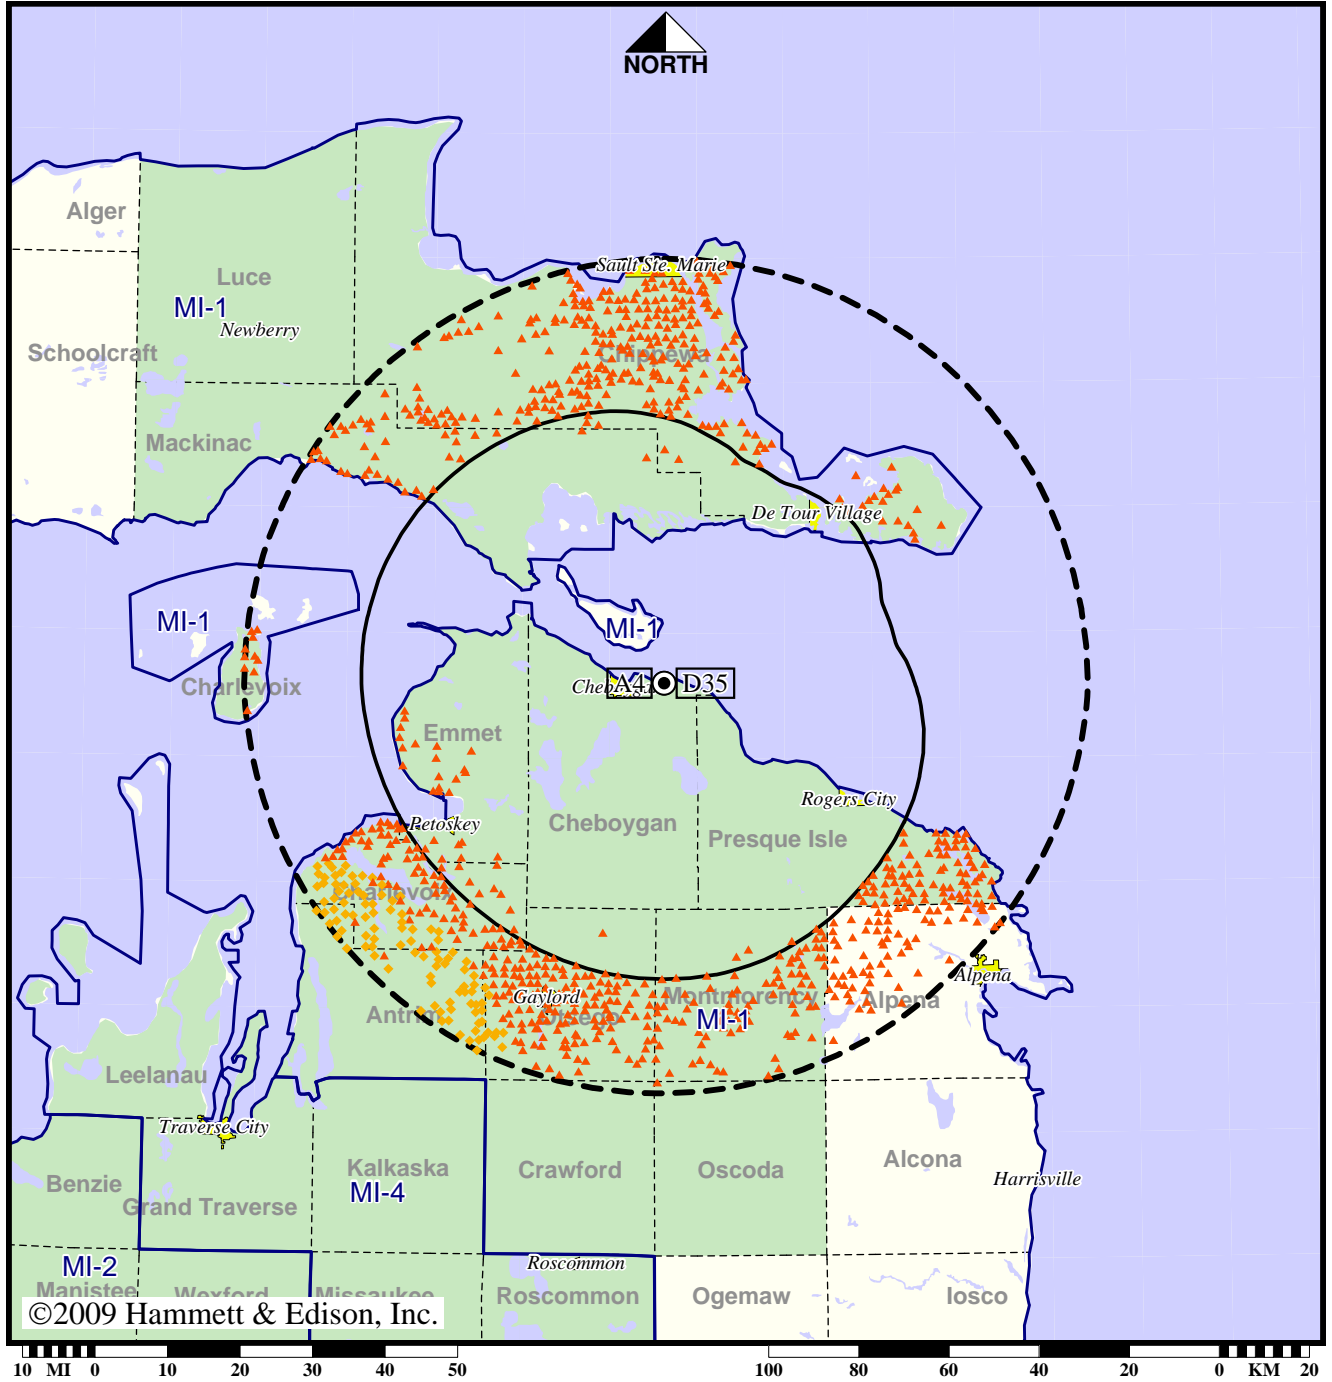 NORTH
Alger
Sault Ste. Marie
Luce
MI-1
Newberry
Schoolcraft
Chippewa
Mackinac
De Tour Village
MI-1
MI-1
Charlevoix
A4
D35
Emmet
Rogers City
Petoskey
Cheboygan
Presque Isle
Charlevoix
Alpena
Gaylord
Montmorency
Alpena
Antrim
Otsego
MI-1
Leelanau
Traverse City
Kalkaska
Crawford
Oscoda
Alcona
Benzie
MI-4
Harrisville
Grand Traverse
MI-2
Roscommon
Manistee
Wexford
Missaukee
Roscommon
Ogemaw
Iosco
©2009 Hammett & Edison, Inc.
10 MI 0 10 20 30 40 50
100 80 60 40 20 0 KM 20